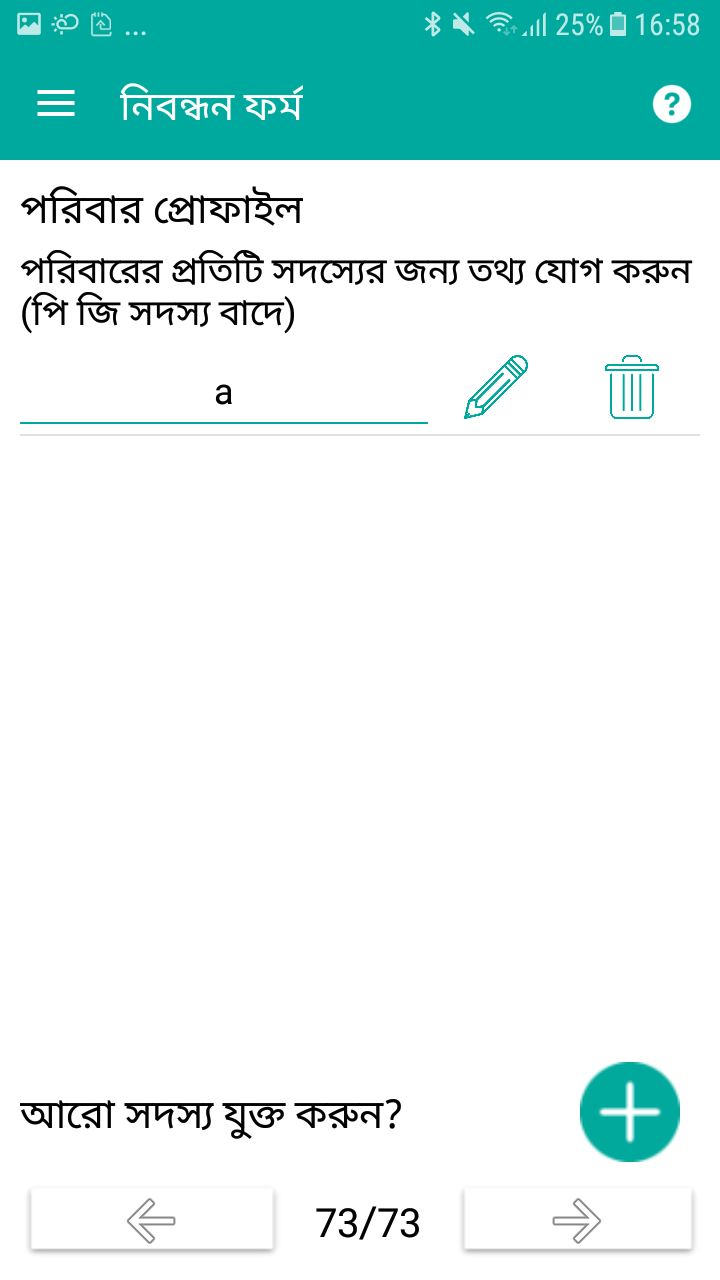 ... 25% 16:58
নিবন্ধন ফর্ম ?
পরিবার প্রোফাইল
পরিবারের প্রতিটি সদস্যের জন্য তথ্য যোগ করুন
(পি জি সদস্য বাদে)
a
আরো সদস্য যুক্ত করুন?
73/73